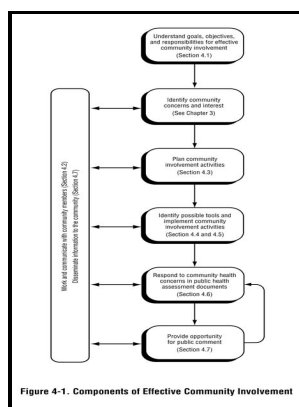 Understand goals, objectives,
and responsibilities for effective
community involvement
(Section 4.1)
Identify community
concerns and interest
(See Chapter 3)
Plan community
involvement activities
(Section 4.3)
Identify possible tools and
implement community
involvement activities
(Section 4.4 and 4.5)
Respond to community health
concerns in public health
assessment documents
(Section 4.6)
Provide opportunity
for public comment
(Section 4.7)
Work and communicate with community members (Section 4.2)
Disseminate information to the community (Section 4.7)
Figure 4-1. Components of Effective Community Involvement